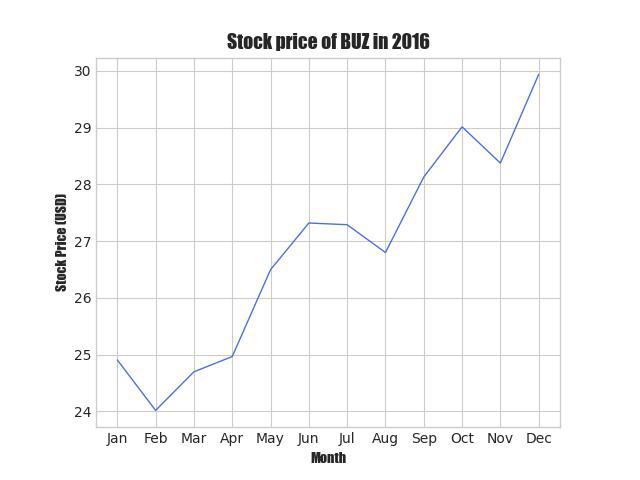 Stock price of BUZ in 2016
30
29
28
27
26
25
24
Stock Price (USD)
Jan Feb Mar Apr May Jun Jul Aug Sep Oct Nov Dec
Month